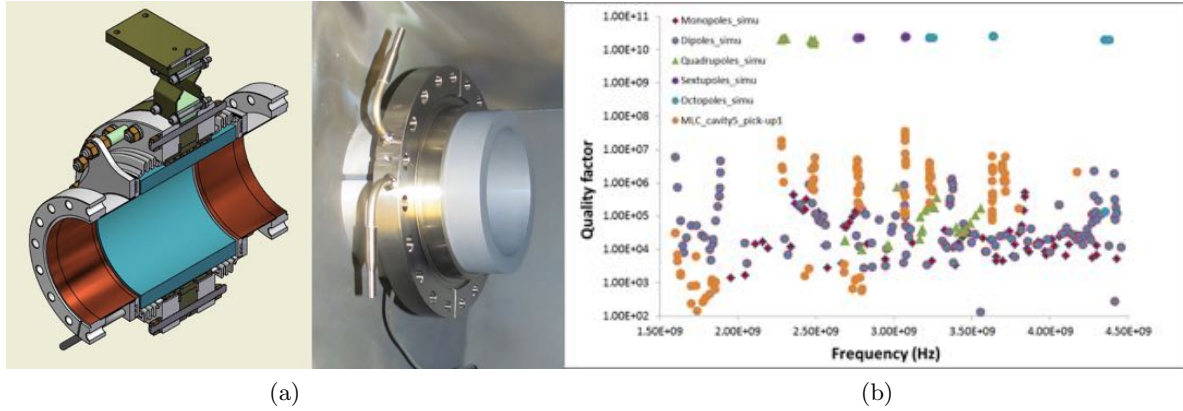 1.00E+11
1.00E+10
1.00E+09
1.00E+08
1.00E+07
1.00E+06
1.00E+05
1.00E+04
1.00E+03
1.00E+02
Quality factor
Monopoles_simu
Dipoles_simu
Quadrupoles_simu
Sextupoles_simu
Octopoles_simu
MLC_cavity5_pick-up1
1.50E+09 2.00E+09 2.50E+09 3.00E+09 3.50E+09 4.00E+09 4.50E+09
Frequency (Hz)
(a) (b)